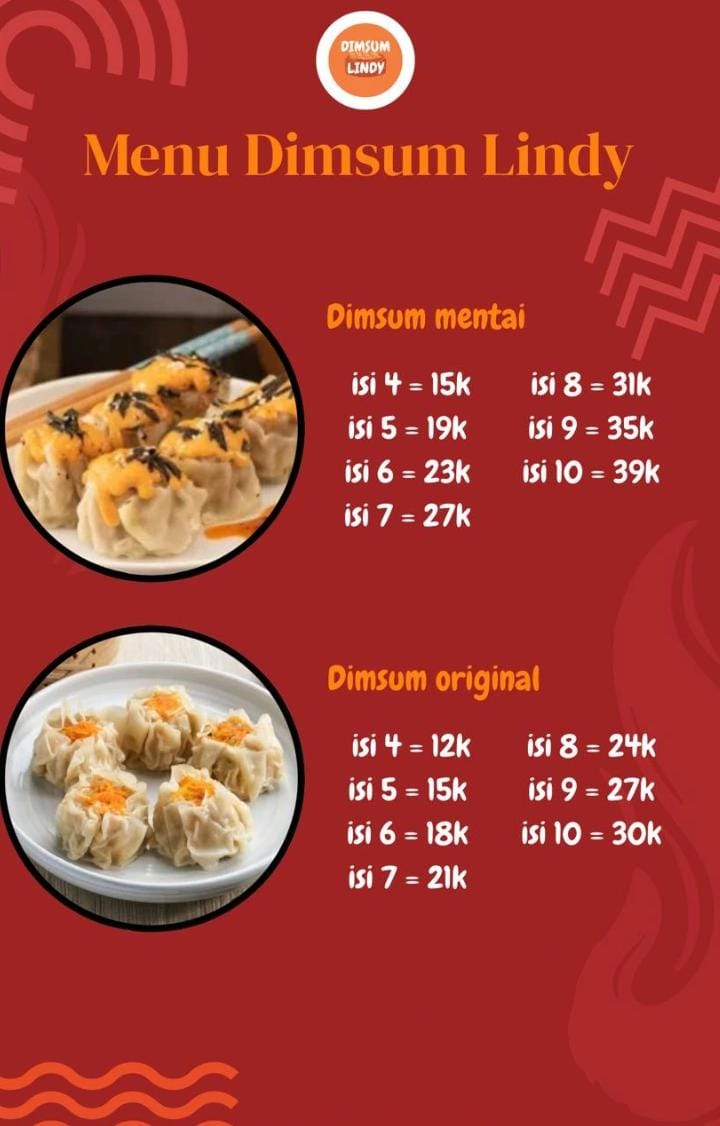 DIMSUM
LINDY
Menu Dimsum Lindy
Dimsum mentai
isi 4 = 15k
isi 5 = 19k
isi 6 = 23k
isi 7 = 27k
isi 8 = 31k
isi 9 = 35k
isi 10 = 39k
Dimsum original
isi 4 = 12k
isi 5 = 15k
isi 6 = 18k
isi 7 = 21k
isi 8 = 24k
isi 9 = 27k
isi 10 = 30k